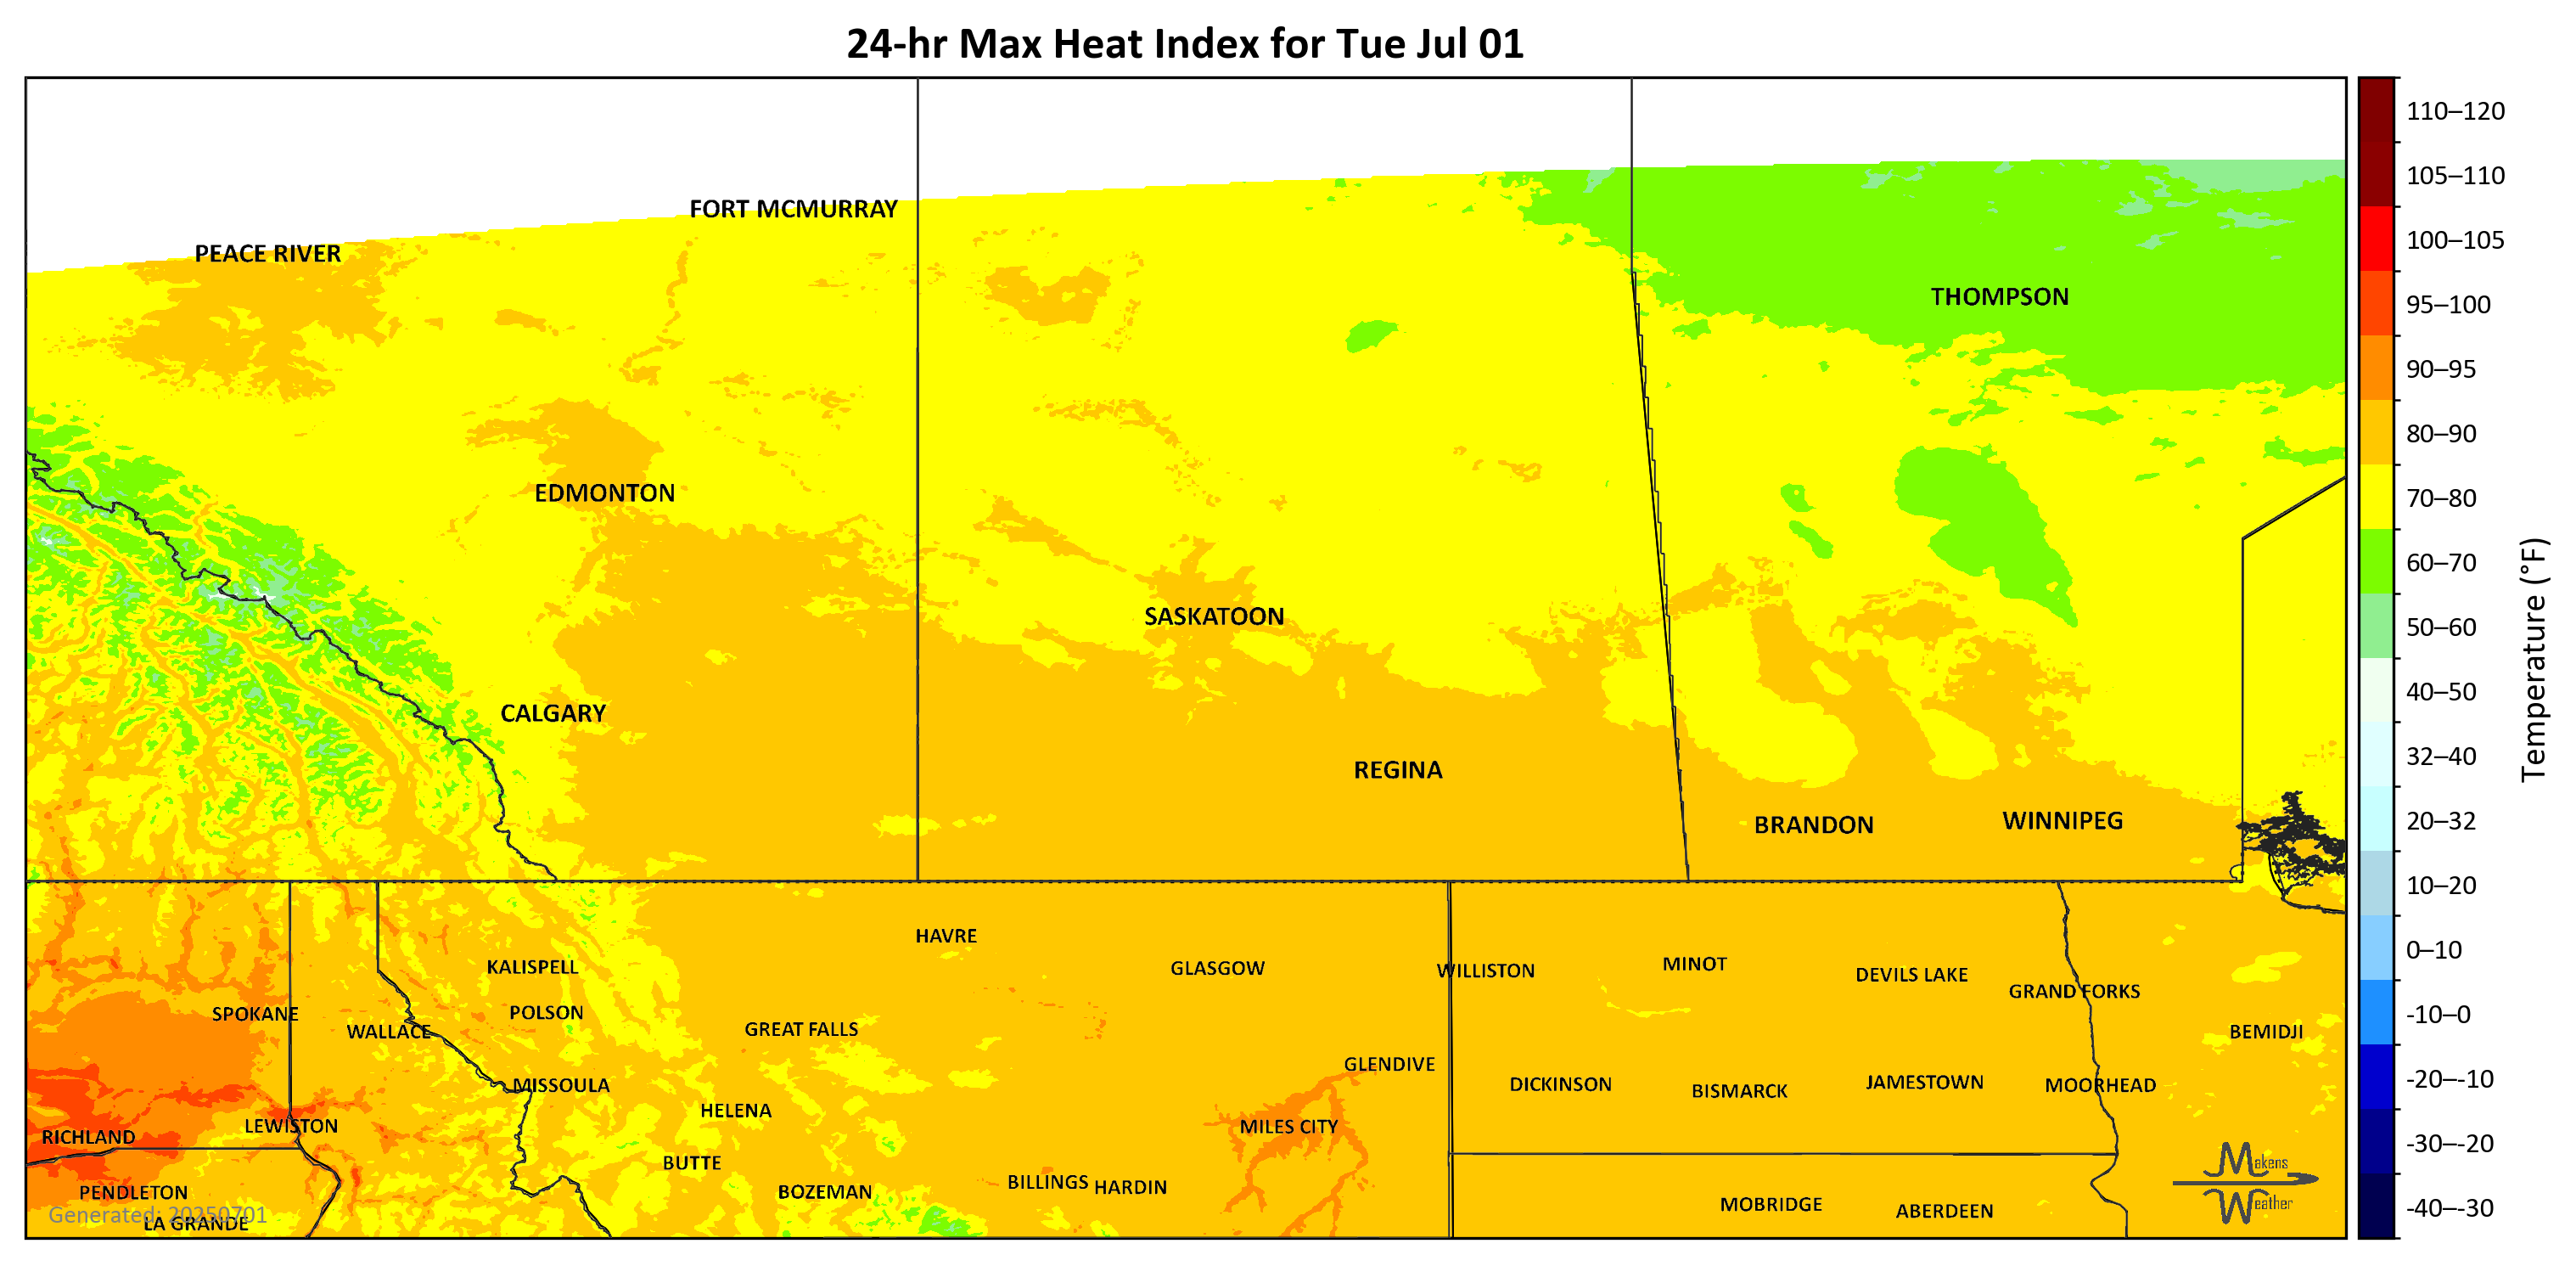 24-hr Max Heat Index for Tue Jul 01
FORT MCMURRAY
PEACE RIVER
THOMPSON
EDMONTON
SASKATOON
CALGARY
REGINA
BRANDON
WINNIPEG
HAVRE
KALISPELL
GLASGOW
WILLISTON
MINOT
DEVILS LAKE
GRAND FORKS
SPOKANE
POLSON
WALLACE
GREAT FALLS
BEMIDJI
GLENDIVE
MISSOULA
DICKINSON
BISMARCK
JAMESTOWN
MOORHEAD
HELENA
LEWISTON
MILES CITY
RICHLAND
BUTTE
PENDLETON
BOZEMAN
BILLINGS
HARDIN
MOBRIDGE
ABERDEEN
LA GRANDE
Generated: 20250701
Makens
Weather
110–120
105–110
100–105
95–100
90–95
80–90
70–80
60–70
50–60
40–50
32–40
20–32
10–20
0–10
-10–0
-20–-10
-30–-20
-40–-30
Temperature (°F)